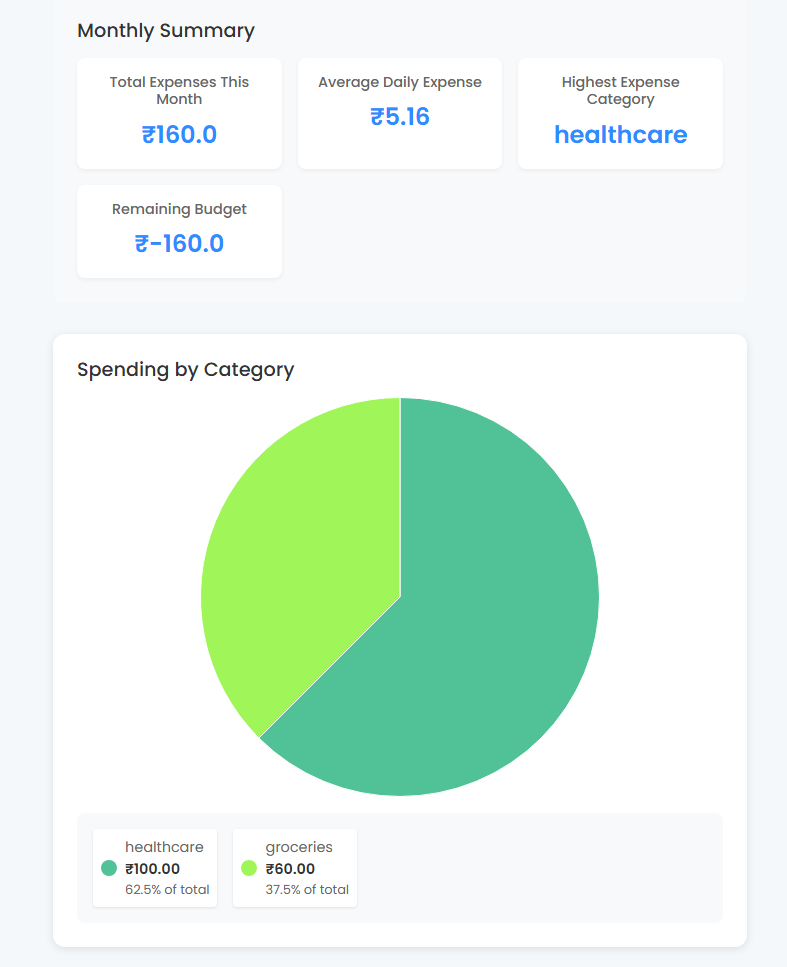 Monthly Summary
Total Expenses This
Month
₹160.0
Average Daily Expense
₹5.16
Highest Expense
Category
healthcare
Remaining Budget
₹-160.0
Spending by Category
healthcare
₹100.00
62.5% of total
groceries
₹60.00
37.5% of total